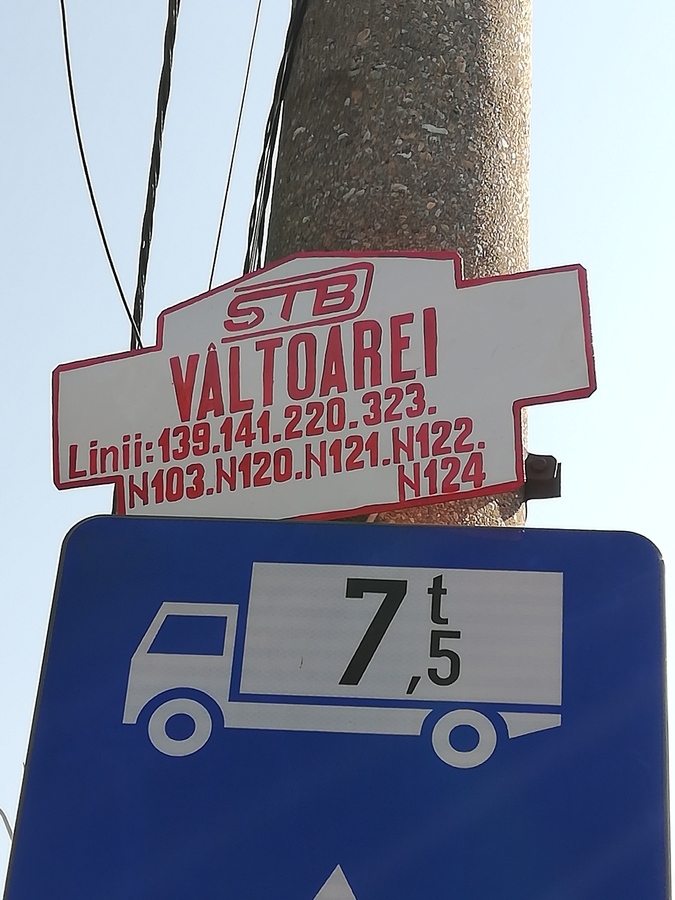 STB
VÂLTOAREI
Linii: 139.141.220.323.
N103.N120.N121.N122.
N124
7,5 t